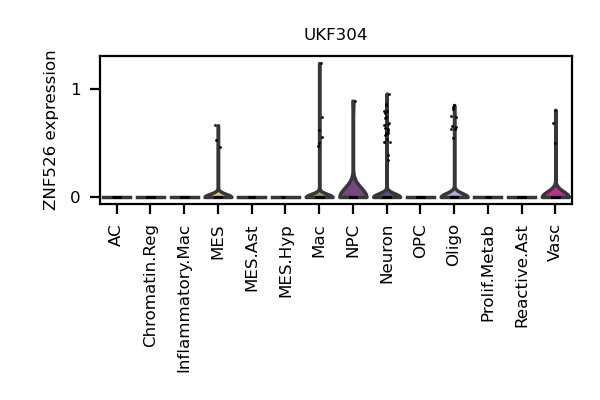 UKF304
ZNF526 expression
1
0
AC
Chromatin.Reg
Inflammatory.Mac
MES
MES.Ast
MES.Hyp
Mac
NPC
Neuron
OPC
Oligo
Prolif.Metab
Reactive.Ast
Vasc